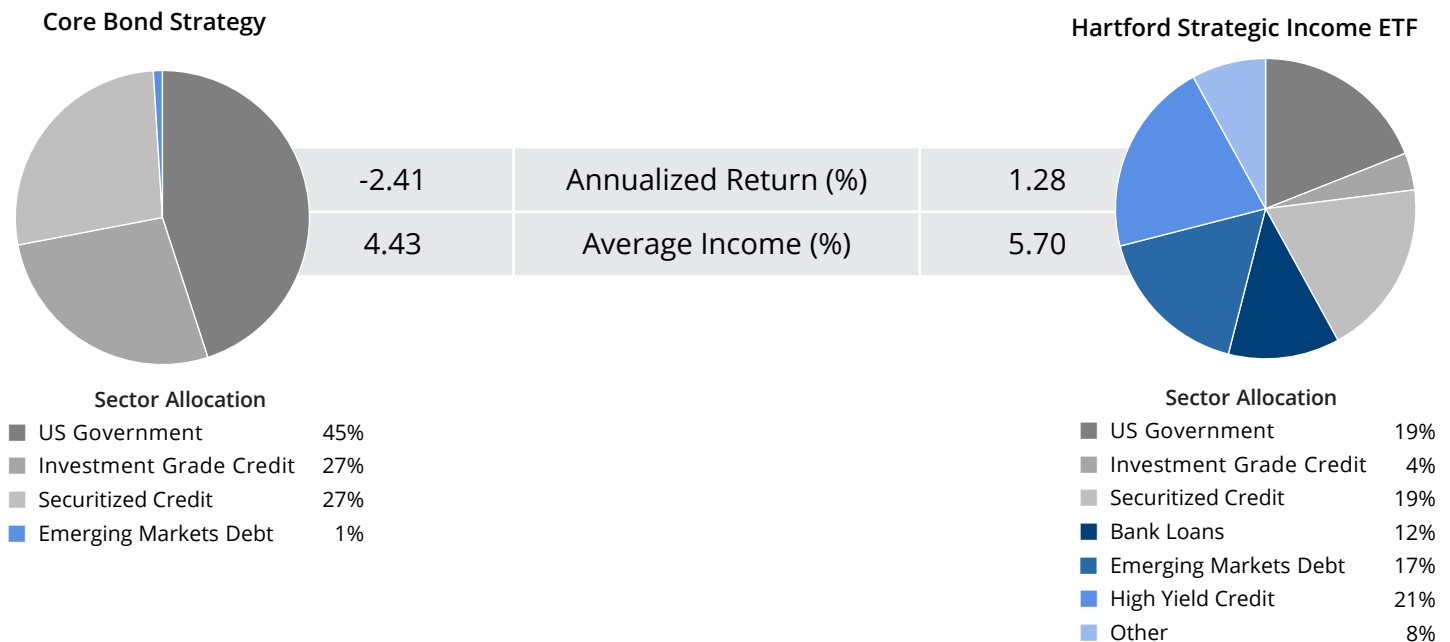 Core Bond Strategy
Hartford Strategic Income ETF
-2.41 Annualized Return (%) 1.28
4.43 Average Income (%) 5.70
Sector Allocation
US Government 45%
Investment Grade Credit 27%
Securitized Credit 27%
Emerging Markets Debt 1%
Sector Allocation
US Government 19%
Investment Grade Credit 4%
Securitized Credit 19%
Bank Loans 12%
Emerging Markets Debt 17%
High Yield Credit 21%
Other 8%